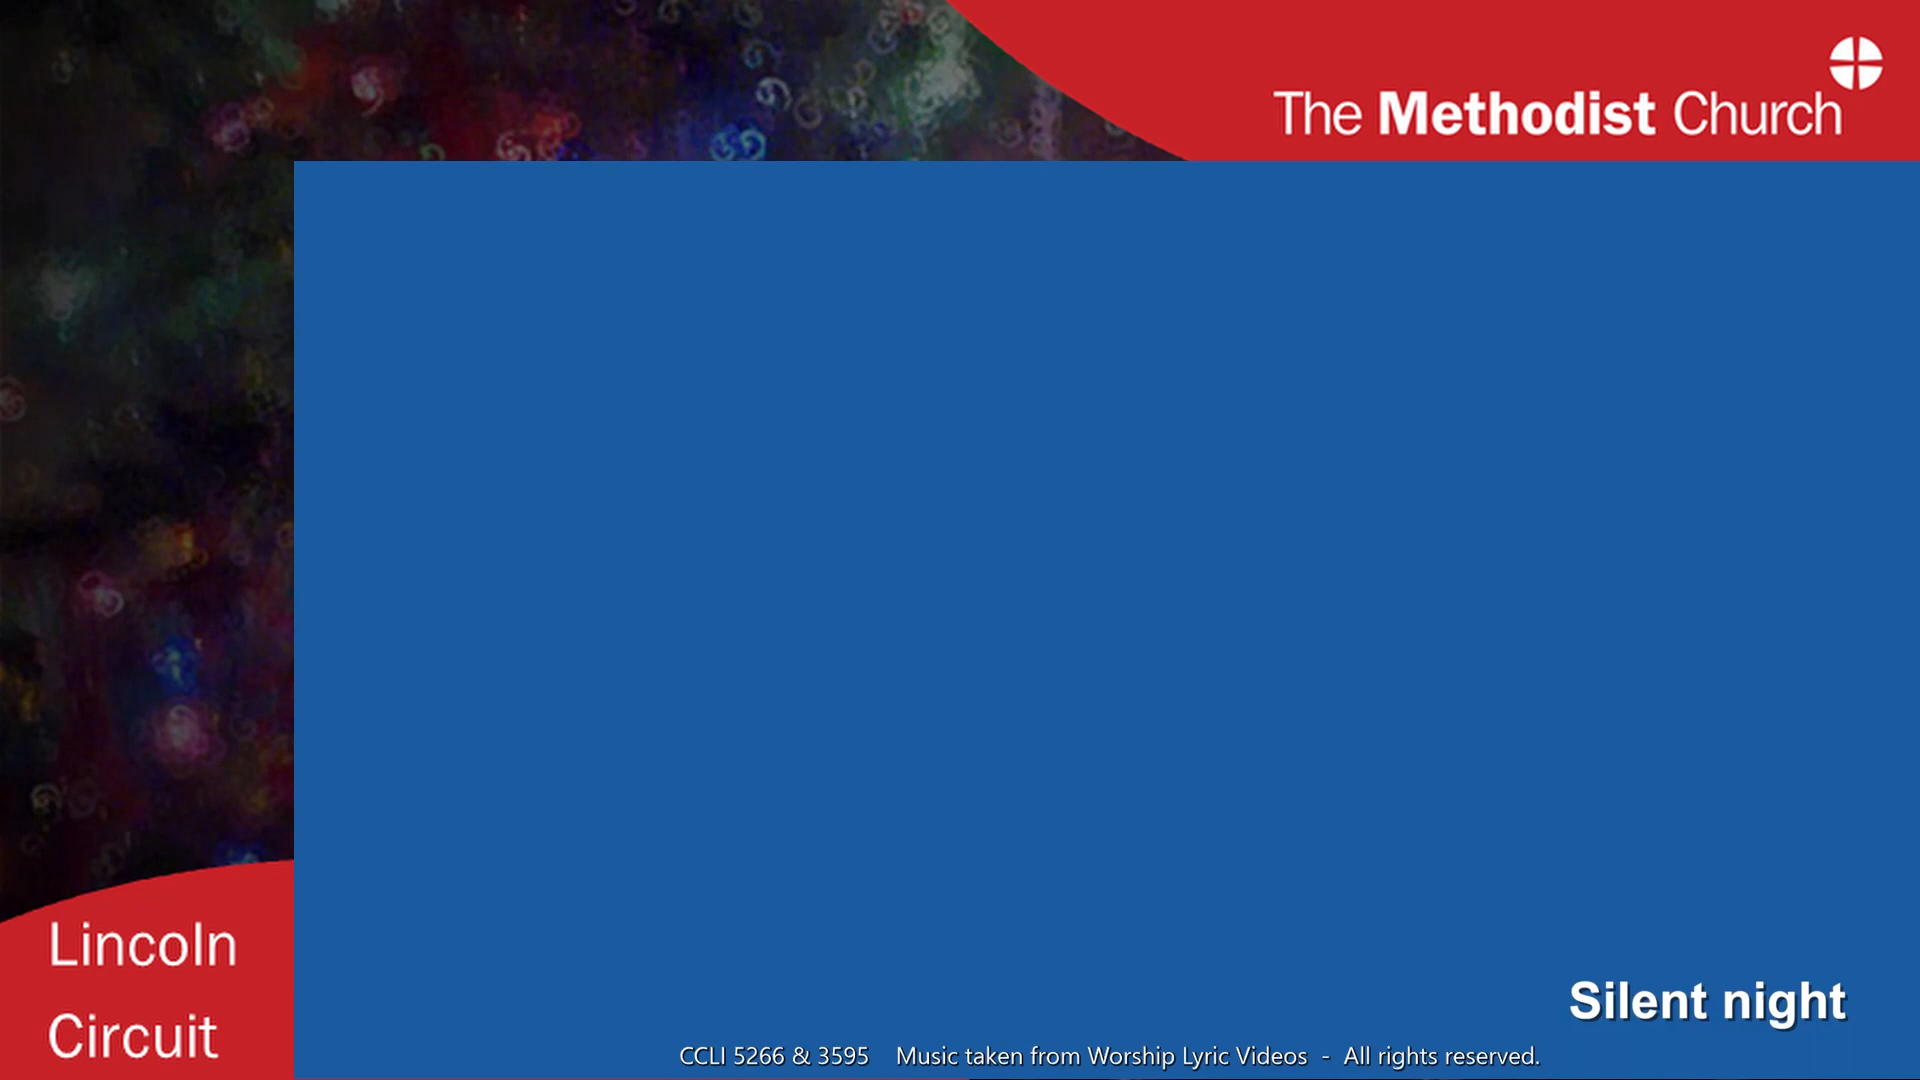 The Methodist Church
Lincoln
Circuit
Silent night
CCLI 5266 & 3595 Music taken from Worship Lyric Videos - All rights reserved.